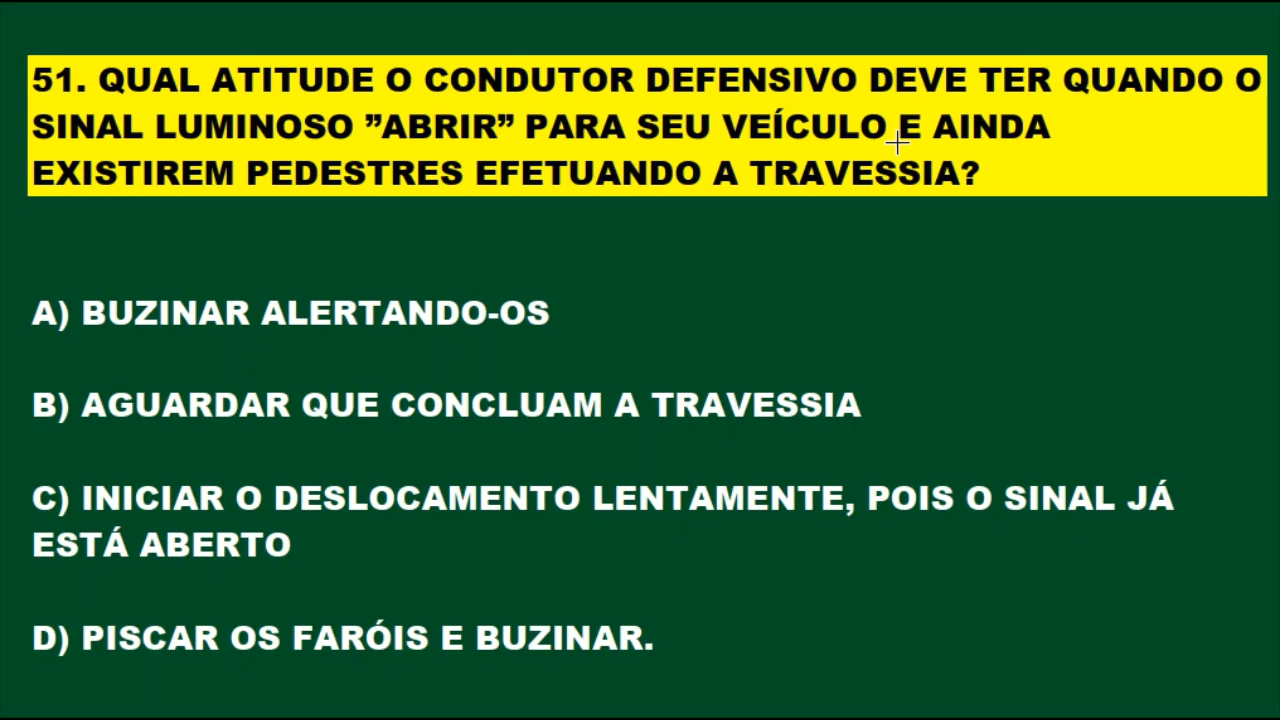 51. QUAL ATITUDE O CONDUTOR DEFENSIVO DEVE TER QUANDO O
SINAL LUMINOSO ”ABRIR” PARA SEU VEÍCULO E AINDA
EXISTIREM PEDESTRES EFETUANDO A TRAVESSIA?
A) BUZINAR ALERTANDO-OS
B) AGUARDAR QUE CONCLUAM A TRAVESSIA
C) INICIAR O DESLOCAMENTO LENTAMENTE, POIS O SINAL JÁ
ESTÁ ABERTO
D) PISCAR OS FARÓIS E BUZINAR.